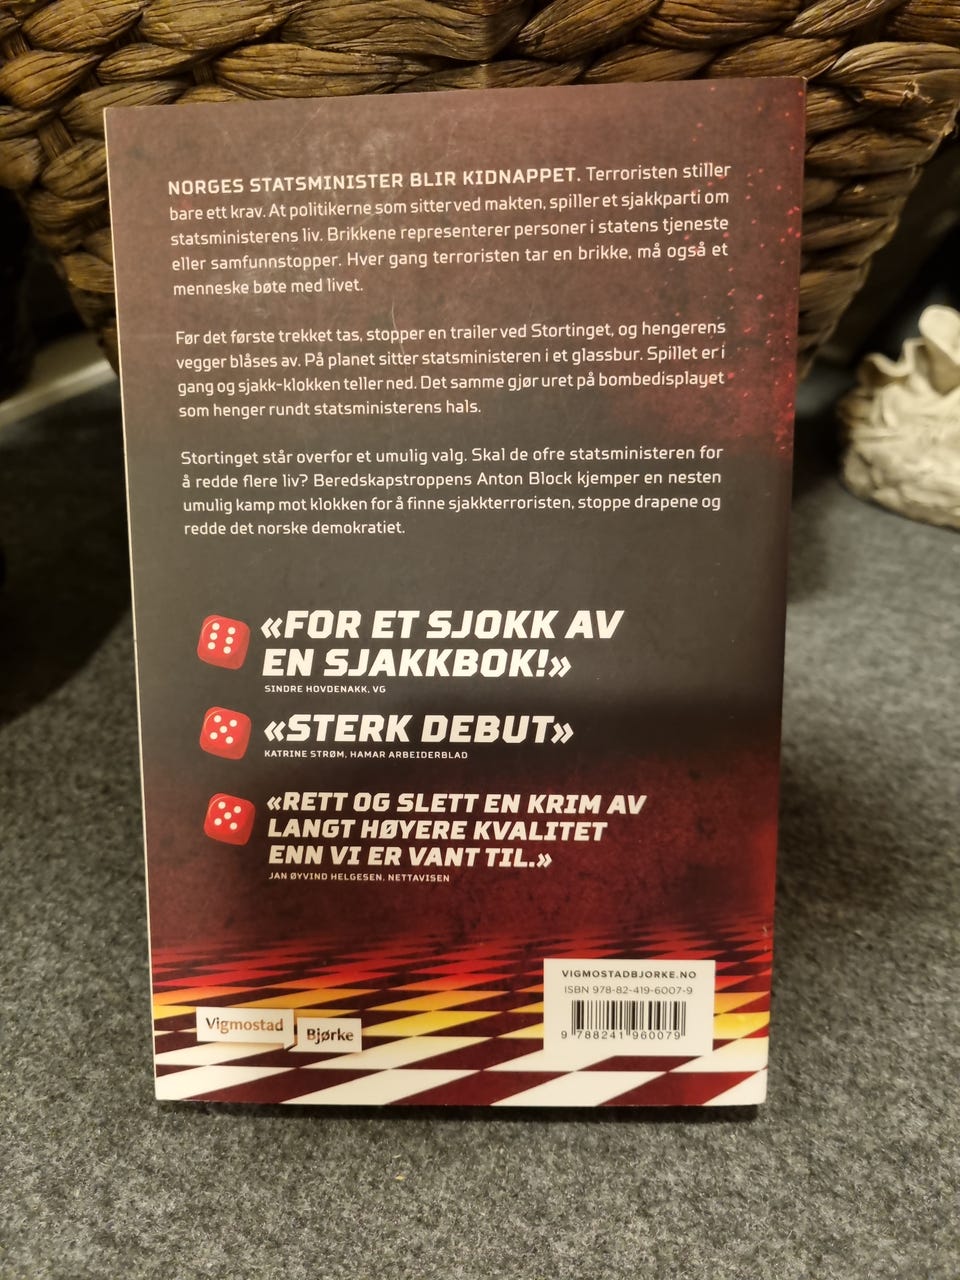 NORGES STATSMINISTER BLIR KIDNAPPET. Terroristen stiller
bare ett krav. At politikerne som sitter ved makten, spiller et sjakkparti om
statsministerens liv. Brikkene representerer personer i statens tjeneste
eller samfunnstopper. Hver gang terroristen tar en brikke, må også et
menneske bøte med livet.
Før det første trekket tas, stopper en trailer ved Stortinget, og hengerens
vegger blåses av. På planet sitter statsministeren i et glassbur. Spillet er i
gang og sjakk-klokken teller ned. Det samme gjør uret på bombedisplayet
som henger rundt statsministerens hals.
Stortinget står overfor et umulig valg. Skal de ofre statsministeren for
å redde flere liv? Beredskapstroppens Anton Block kjemper en nesten
umulig kamp mot klokken for å finne sjakkterroristen, stoppe drapene og
redde det norske demokratiet.
«FOR ET SJOKK AV
EN SJAKKBOK!»
SINDRE HOVDENAKK, VG
«STERK DEBUT»
KATRINE STRØM, HAMAR ARBEIDERBLAD
«RETT OG SLETT EN KRIM AV
LANGT HØYERE KVALITET
ENN VI ER VANT TIL.»
JAN ØYVIND HELGESEN, NETTAVISEN
VIGMOSTADBJORKE.NO
ISBN 978-82-419-6007-9
9 788241 960079
Vigmostad
Bjørke